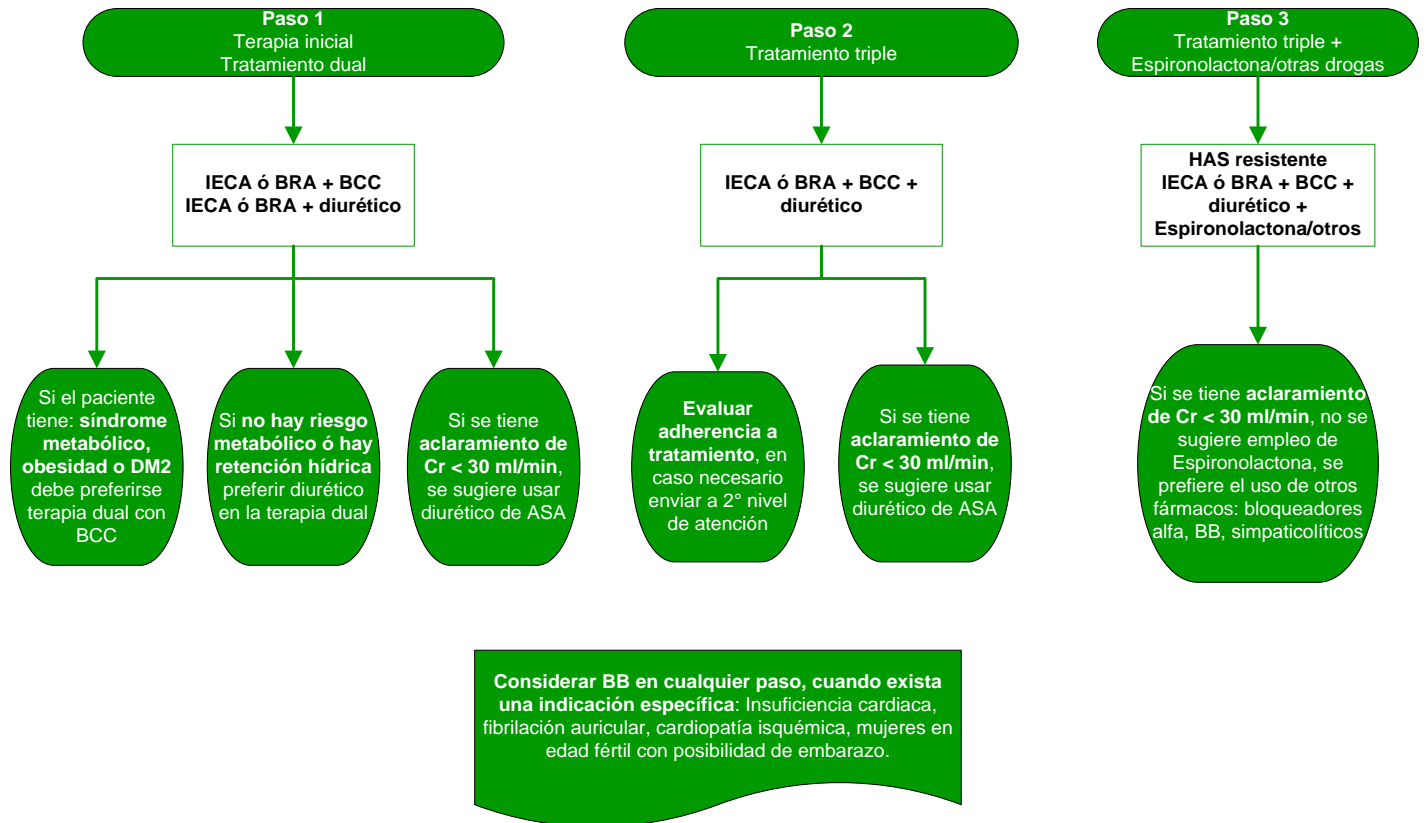 Paso 1
Terapia inicial
Tratamiento dual
IECA ó BRA + BCC
IECA ó BRA + diurético
Si el paciente
tiene: síndrome
metabólico,
obesidad o DM2
debe preferirse
terapia dual con
BCC
Si no hay riesgo
metabólico ó hay
retención hídrica
preferir diurético
en la terapia dual
Si se tiene
aclaramiento de
Cr < 30 ml/min,
se sugiere usar
diurético de ASA
Paso 2
Tratamiento triple
IECA ó BRA + BCC +
diurético
Evaluar
adherencia a
tratamiento, en
caso necesario
enviar a 2° nivel
de atención
Si se tiene
aclaramiento de
Cr < 30 ml/min,
se sugiere usar
diurético de ASA
Paso 3
Tratamiento triple +
Espironolactona/otras drogas
HAS resistente
IECA ó BRA + BCC +
diurético +
Espironolactona/otros
Si se tiene aclaramiento
de Cr < 30 ml/min, no se
sugiere empleo de
Espironolactona, se
prefiere el uso de otros
fármacos: bloqueadores
alfa, BB, simpaticolíticos
Considerar BB en cualquier paso, cuando exista
una indicación específica: Insuficiencia cardiaca,
fibrilación auricular, cardiopatía isquémica, mujeres en
edad fértil con posibilidad de embarazo.